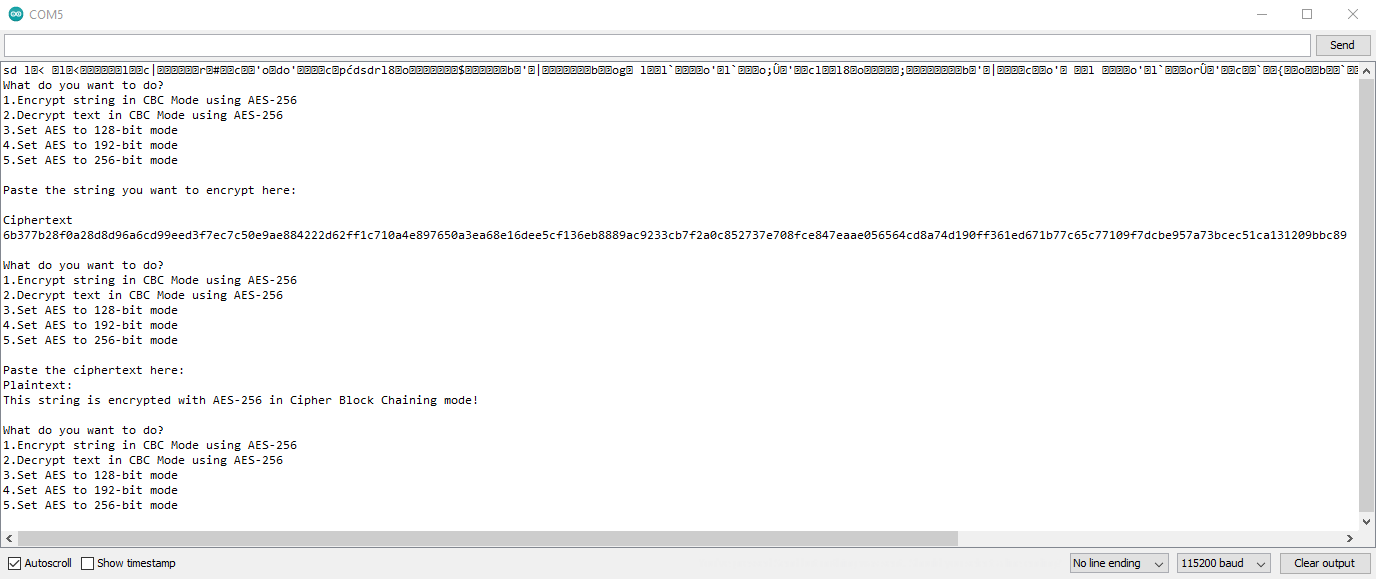 COM5
Send
What do you want to do?
1.Encrypt string in CBC Mode using AES-256
2.Decrypt text in CBC Mode using AES-256
3.Set AES to 128-bit mode
4.Set AES to 192-bit mode
5.Set AES to 256-bit mode
Paste the string you want to encrypt here:
Ciphertext
6b377b28f0a28d8d96a6cd99eed3f7ec7c50e9ae884222d62ff1c710a4e897650a3ea68e16dee5cf136eb8889ac9233cb7f2a0c852737e708fce847eaae056564cd8a74d190ff361ed671b77c65c77109f7dcbe957a73bcec51ca131209bbc89
What do you want to do?
1.Encrypt string in CBC Mode using AES-256
2.Decrypt text in CBC Mode using AES-256
3.Set AES to 128-bit mode
4.Set AES to 192-bit mode
5.Set AES to 256-bit mode
Paste the ciphertext here:
Plaintext:
This string is encrypted with AES-256 in Cipher Block Chaining mode!
What do you want to do?
1.Encrypt string in CBC Mode using AES-256
2.Decrypt text in CBC Mode using AES-256
3.Set AES to 128-bit mode
4.Set AES to 192-bit mode
5.Set AES to 256-bit mode
Autoscroll Show timestamp No line ending 115200 baud Clear output